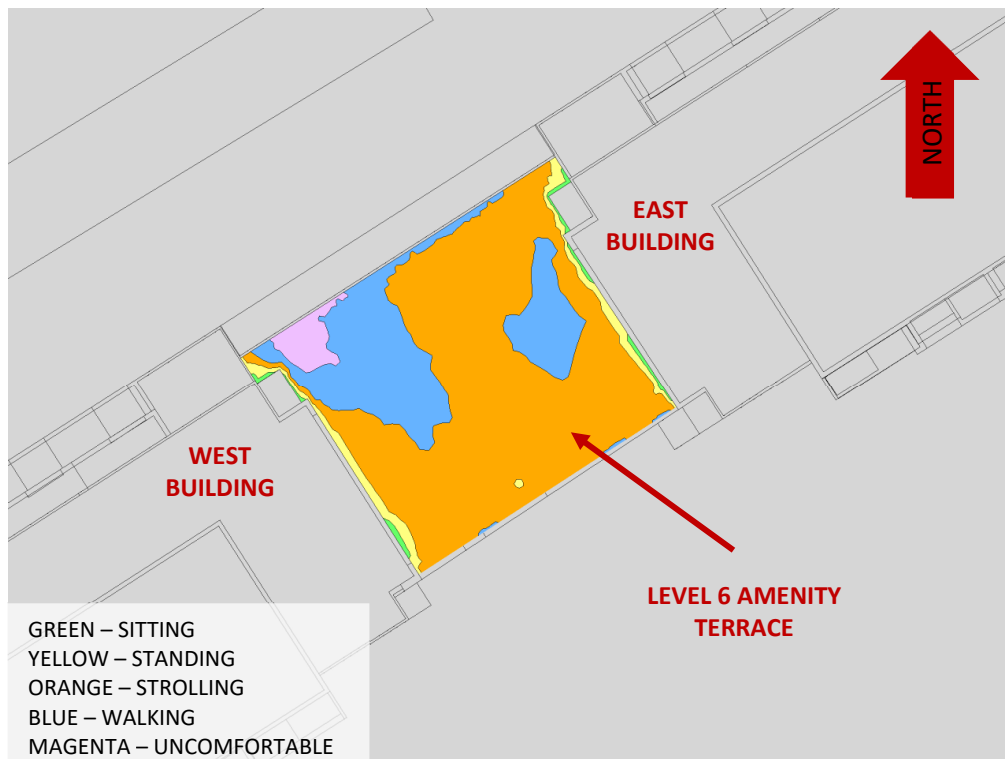 NORTH
EAST
BUILDING
WEST
BUILDING
LEVEL 6 AMENITY
TERRACE
GREEN – SITTING
YELLOW – STANDING
ORANGE – STROLLING
BLUE – WALKING
MAGENTA – UNCOMFORTABLE